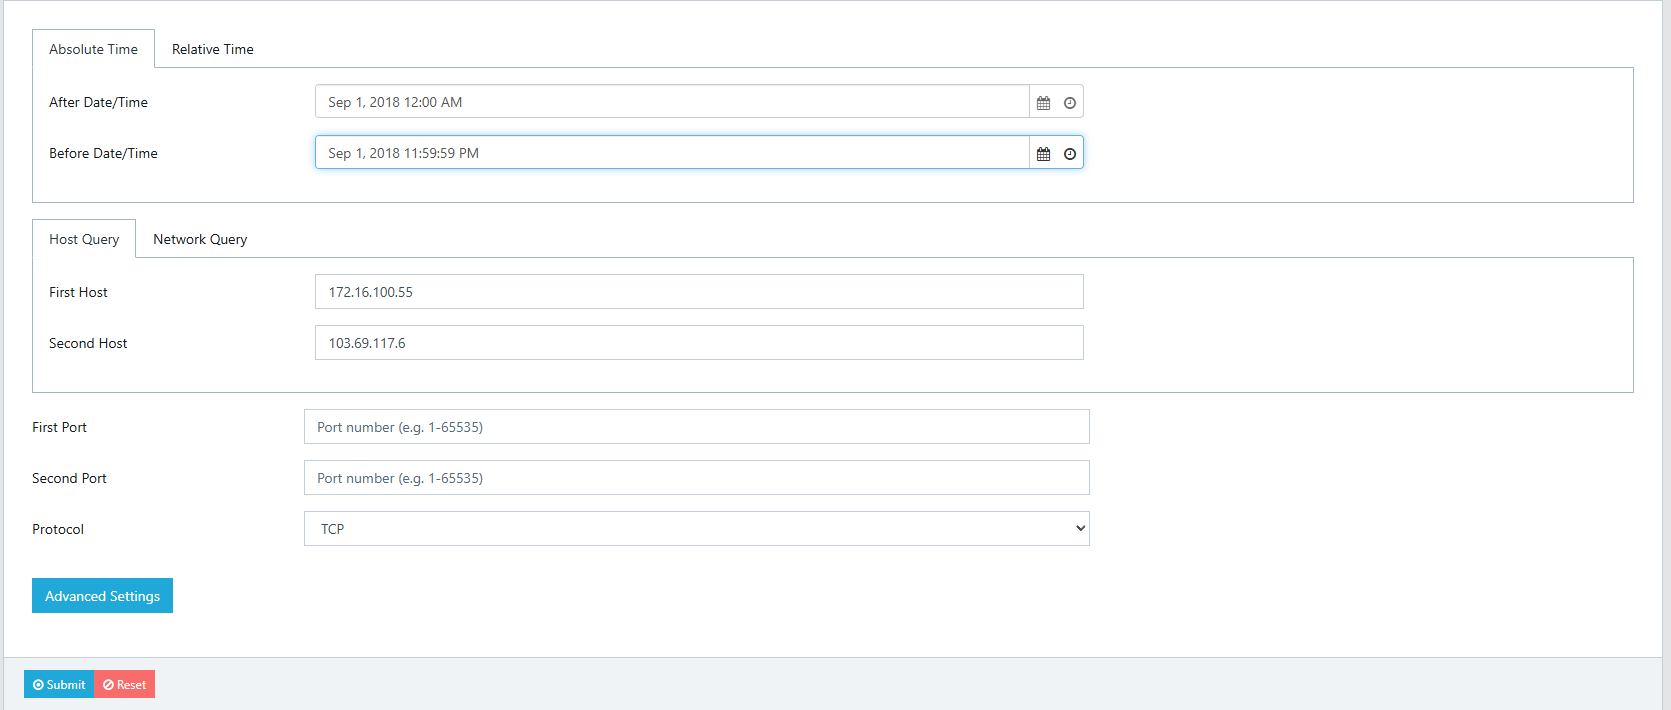 Absolute Time Relative Time
After Date/Time Sep 1, 2018 12:00 AM
Before Date/Time Sep 1, 2018 11:59:59 PM
Host Query Network Query
First Host 172.16.100.55
Second Host 103.69.117.6
First Port Port number (e.g. 1-65535)
Second Port Port number (e.g. 1-65535)
Protocol TCP
Advanced Settings
Submit Reset